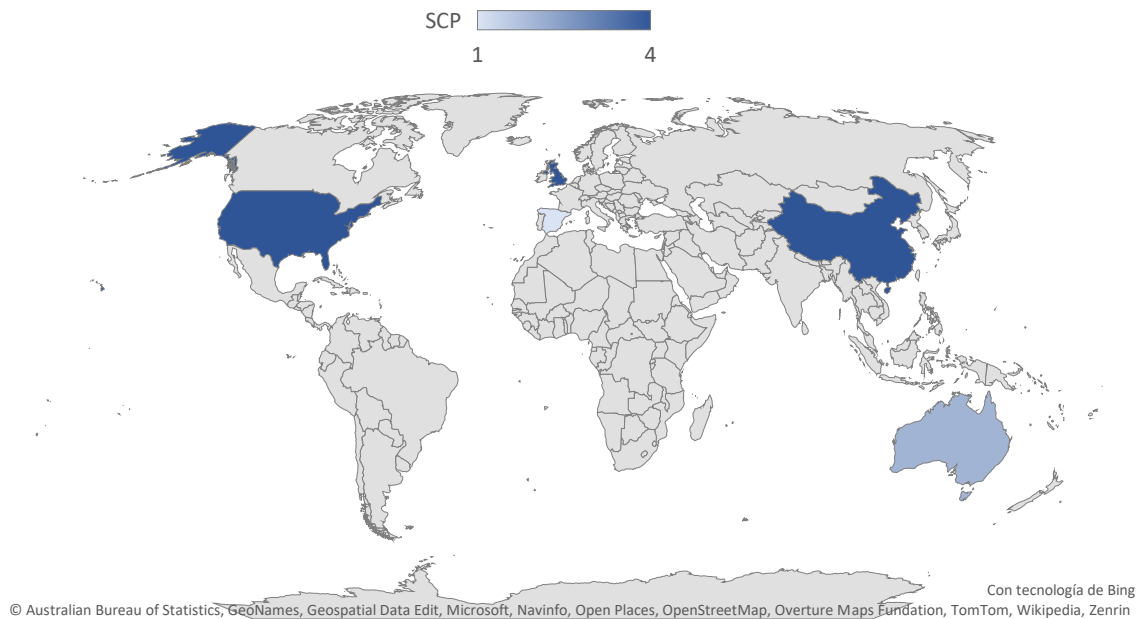 SCP
1 4
Con tecnología de Bing
© Australian Bureau of Statistics, GeoNames, Geospatial Data Edit, Microsoft, Navinfo, Open Places, OpenStreetMap, Overture Maps Fundation, TomTom, Wikipedia, Zenrin